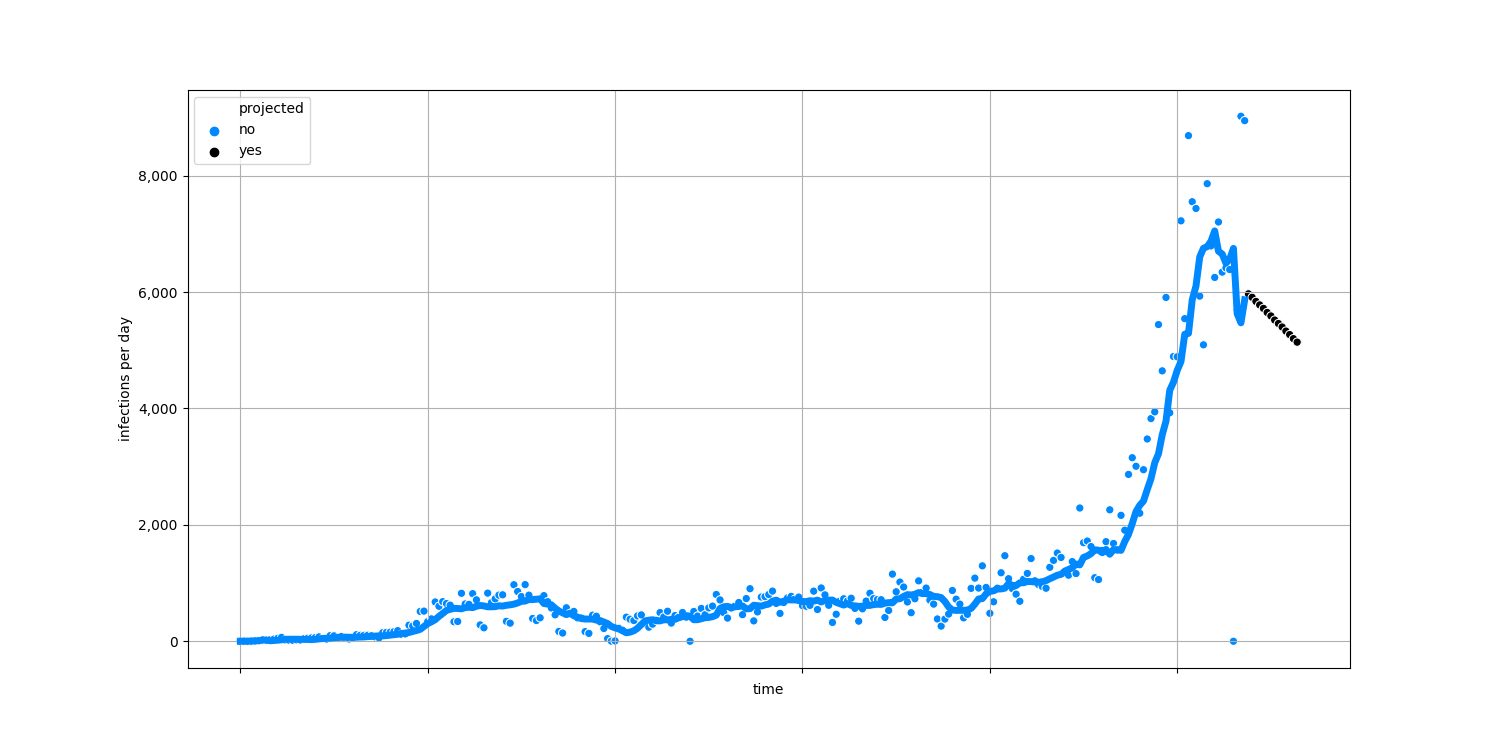 projected
no
yes
8,000
6,000
4,000
2,000
0
infections per day
time